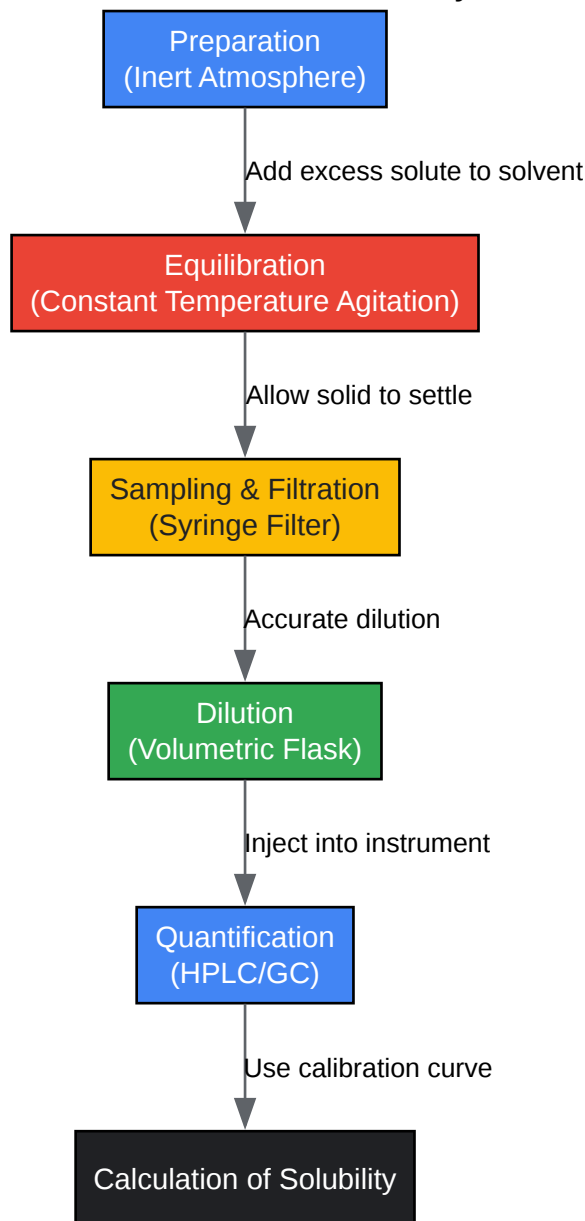 Preparation
(Inert Atmosphere)
Add excess solute to solvent
Equilibration
(Constant Temperature Agitation)
Allow solid to settle
Sampling & Filtration
(Syringe Filter)
Accurate dilution
Dilution
(Volumetric Flask)
Inject into instrument
Quantification
(HPLC/GC)
Use calibration curve
Calculation of Solubility